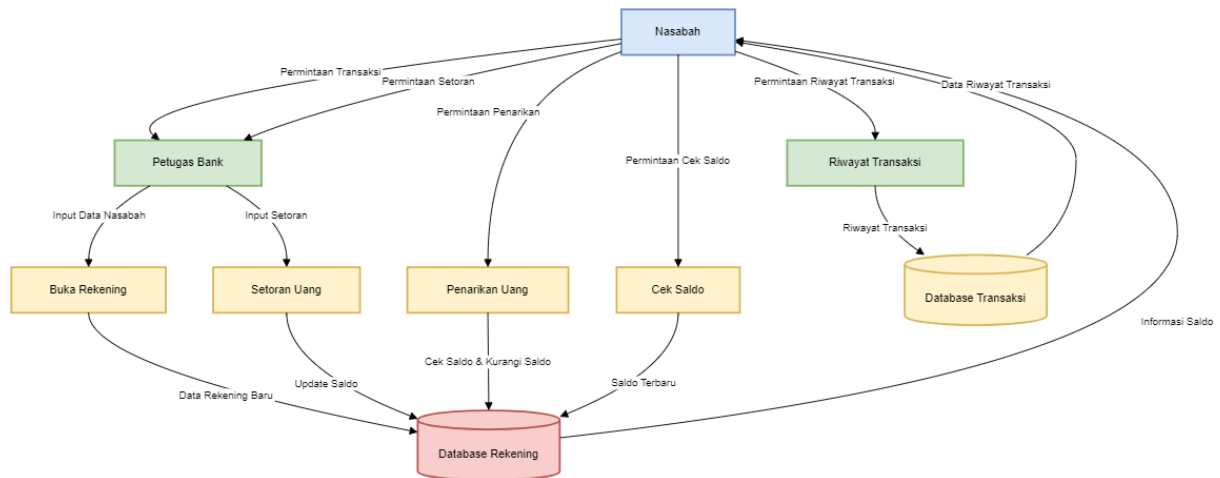 Nasabah
Permintaan Transaksi
Permintaan Setoran
Permintaan Riwayat Transaksi
Data Riwayat Transaksi
Permintaan Penarikan
Petugas Bank
Permintaan Cek Saldo
Riwayat Transaksi
Input Data Nasabah
Input Setoran
Riwayat Transaksi
Buka Rekening
Setoran Uang
Penarikan Uang
Cek Saldo
Database Transaksi
Informasi Saldo
Cek Saldo & Kurangi Saldo
Data Rekening Baru
Update Saldo
Saldo Terbaru
Database Rekening